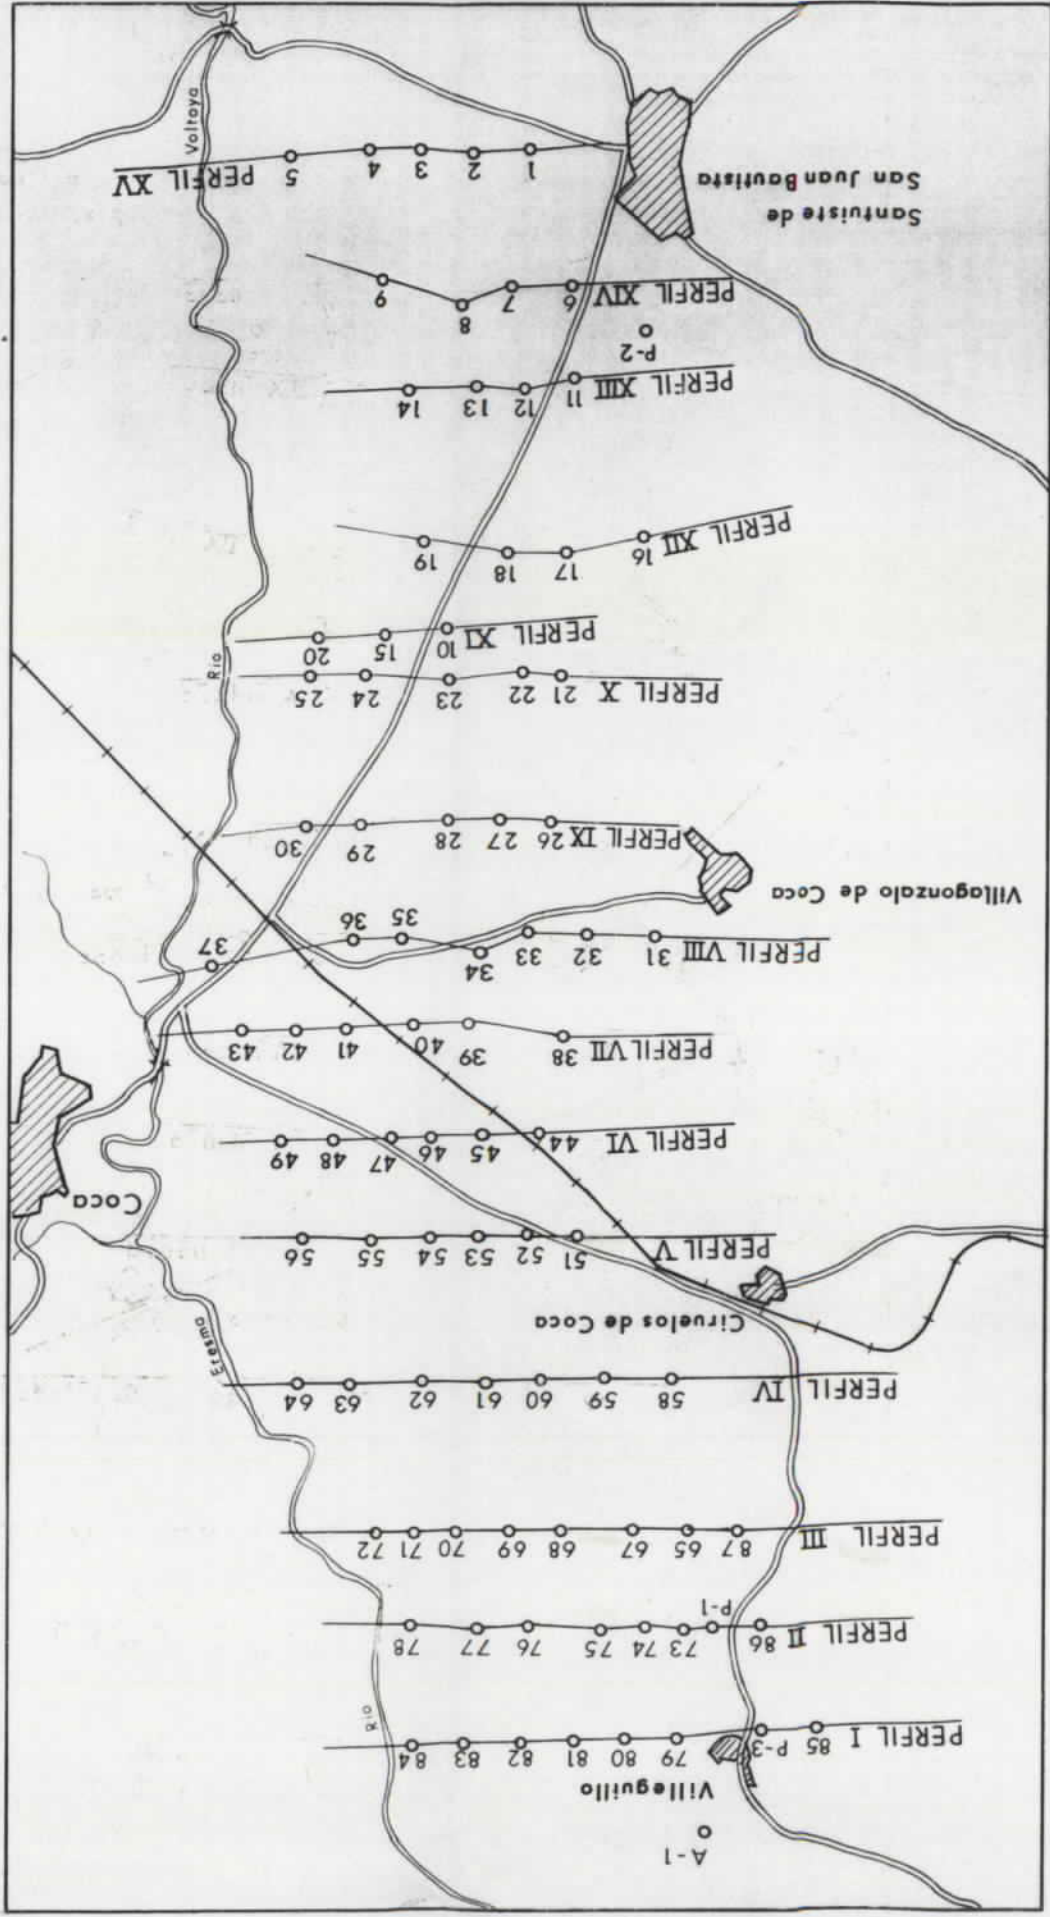 A-1
Villeguillo
PERFIL I 85 P-3 79 80 81 82 83 84
Rio
PERFIL II 86 P-1 73 74 75 76 77 78
PERFIL III 87 65 67 68 69 70 71 72
PERFIL IV 58 59 60 61 62 63 64
Eresma
Ciruelos de Coca
PERFIL V 51 52 53 54 55 56
Coca
PERFIL VI 44 45 46 47 48 49
PERFIL VII 38 39 40 41 42 43
PERFIL VIII 31 32 33 34 35 36 37
Villagonzalo de Coca
PERFIL IX 26 27 28 29 30
PERFIL X 21 22 23 24 25
Rio
PERFIL XI 10 15 20
PERFIL XII 16 17 18 19
PERFIL XIII 11 12 13 14
P-2
PERFIL XIV 6 7 8 9
Santuiste de
San Juan Bautista
1 2 3 4 5 PERFIL XV
Voltoya